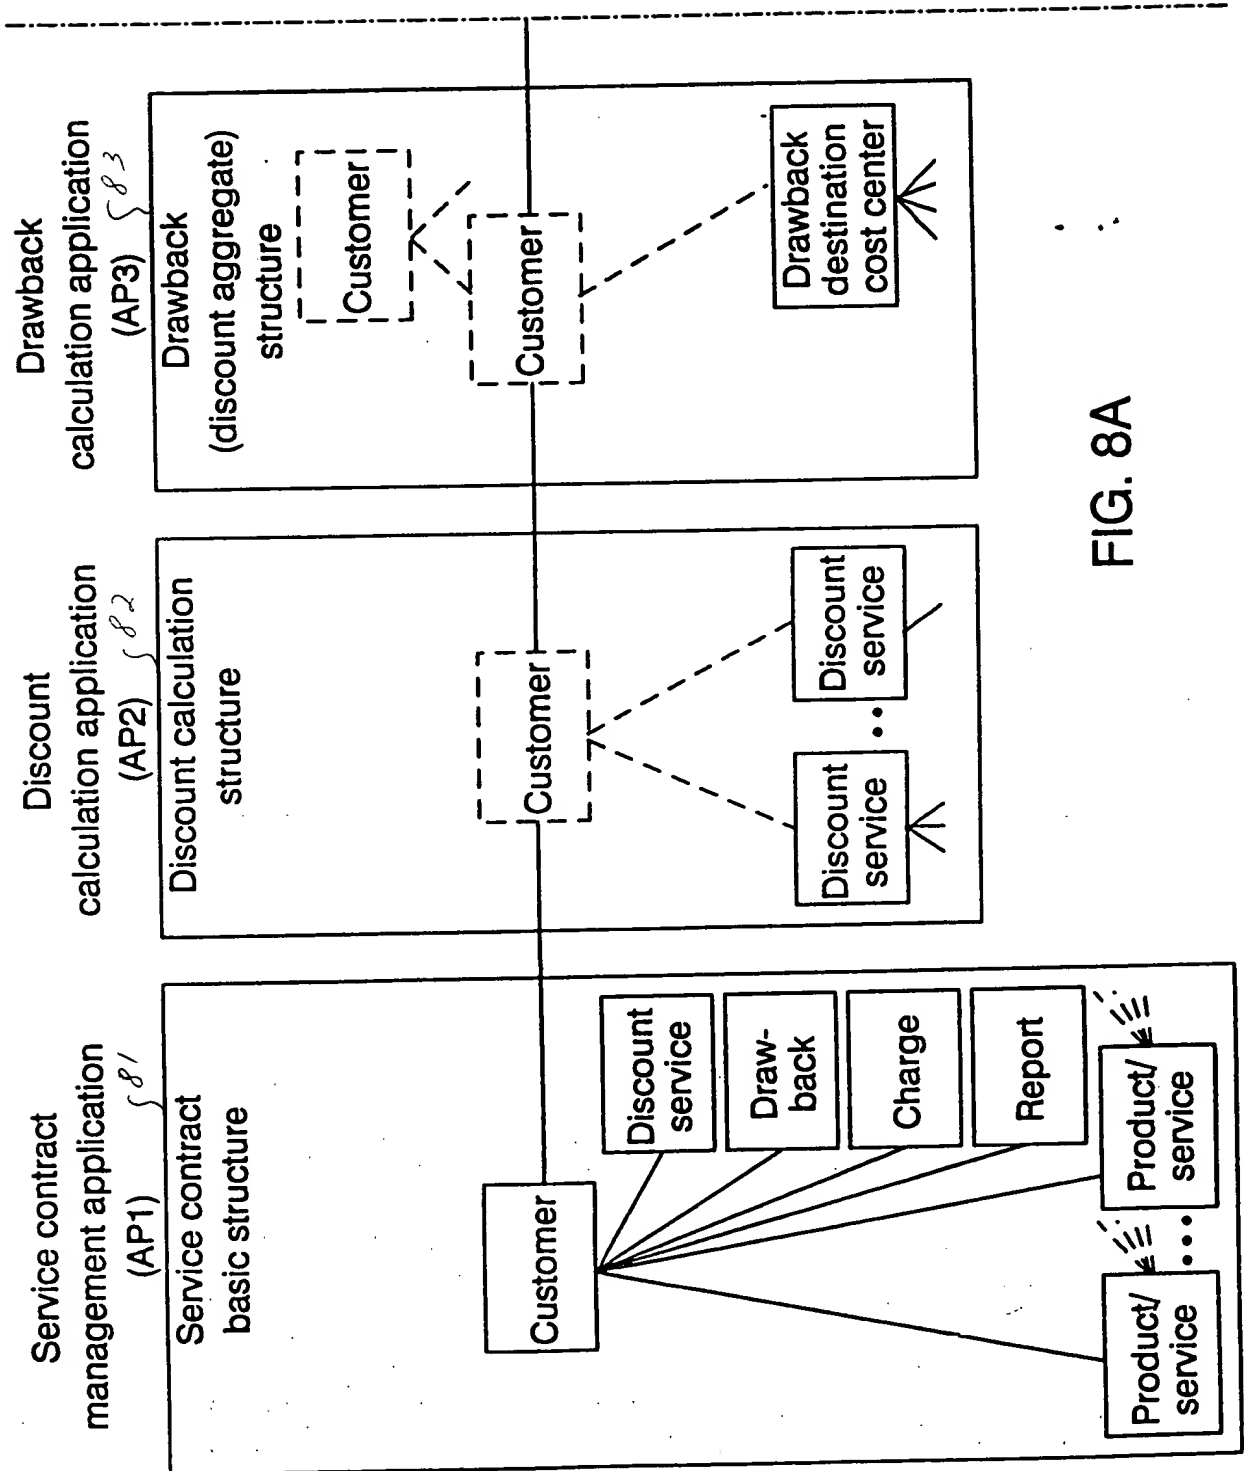 Service contract
management application
(AP1)
81
Service contract
basic structure
Customer
Discount
service
Draw-
back
Charge
Report
Product/
service
Product/
service
Discount
calculation application
(AP2)
82
Discount calculation
structure
Customer
Discount
service
Discount
service
Drawback
calculation application
(AP3)
83
Drawback
(discount aggregate)
structure
Customer
Customer
Drawback
destination
cost center
FIG. 8A